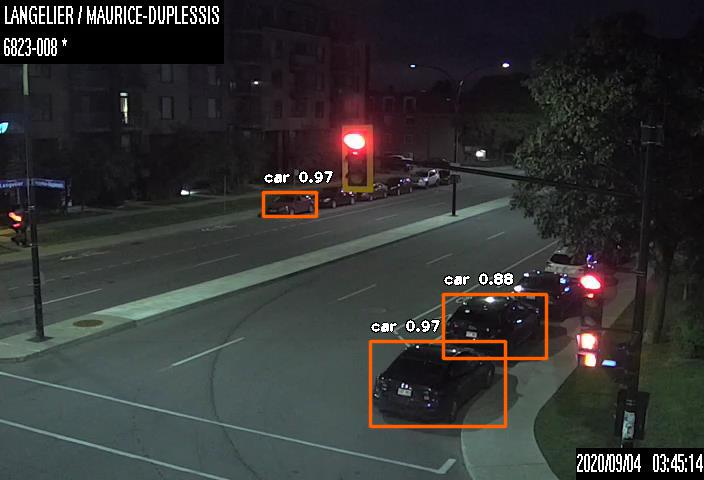 LANGELIER / MAURICE-DUPLESSIS
6823-008 *
car 0.97
Langelier
car 0.88
car 0.97
2020/09/04 03:45:14